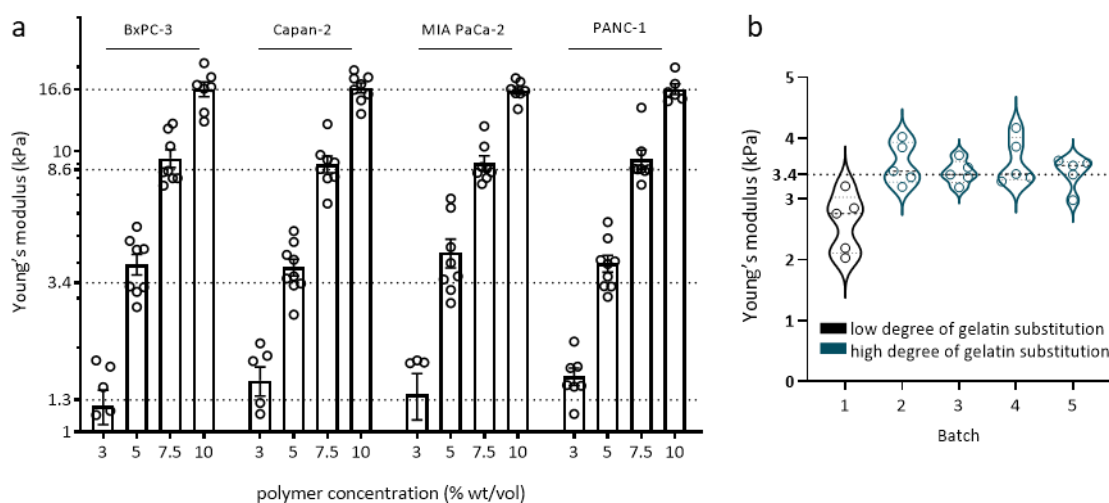 a
BxPC-3 Capan-2 MIA PaCa-2 PANC-1
Young's modulus (kPa)
16.6
10
8.6
3.4
1.3
1
3 5 7.5 10 3 5 7.5 10 3 5 7.5 10 3 5 7.5 10
polymer concentration (% wt/vol)
b
Young's modulus (kPa)
5
4
3.4
3
2
1
0
low degree of gelatin substitution
high degree of gelatin substitution
1 2 3 4 5
Batch